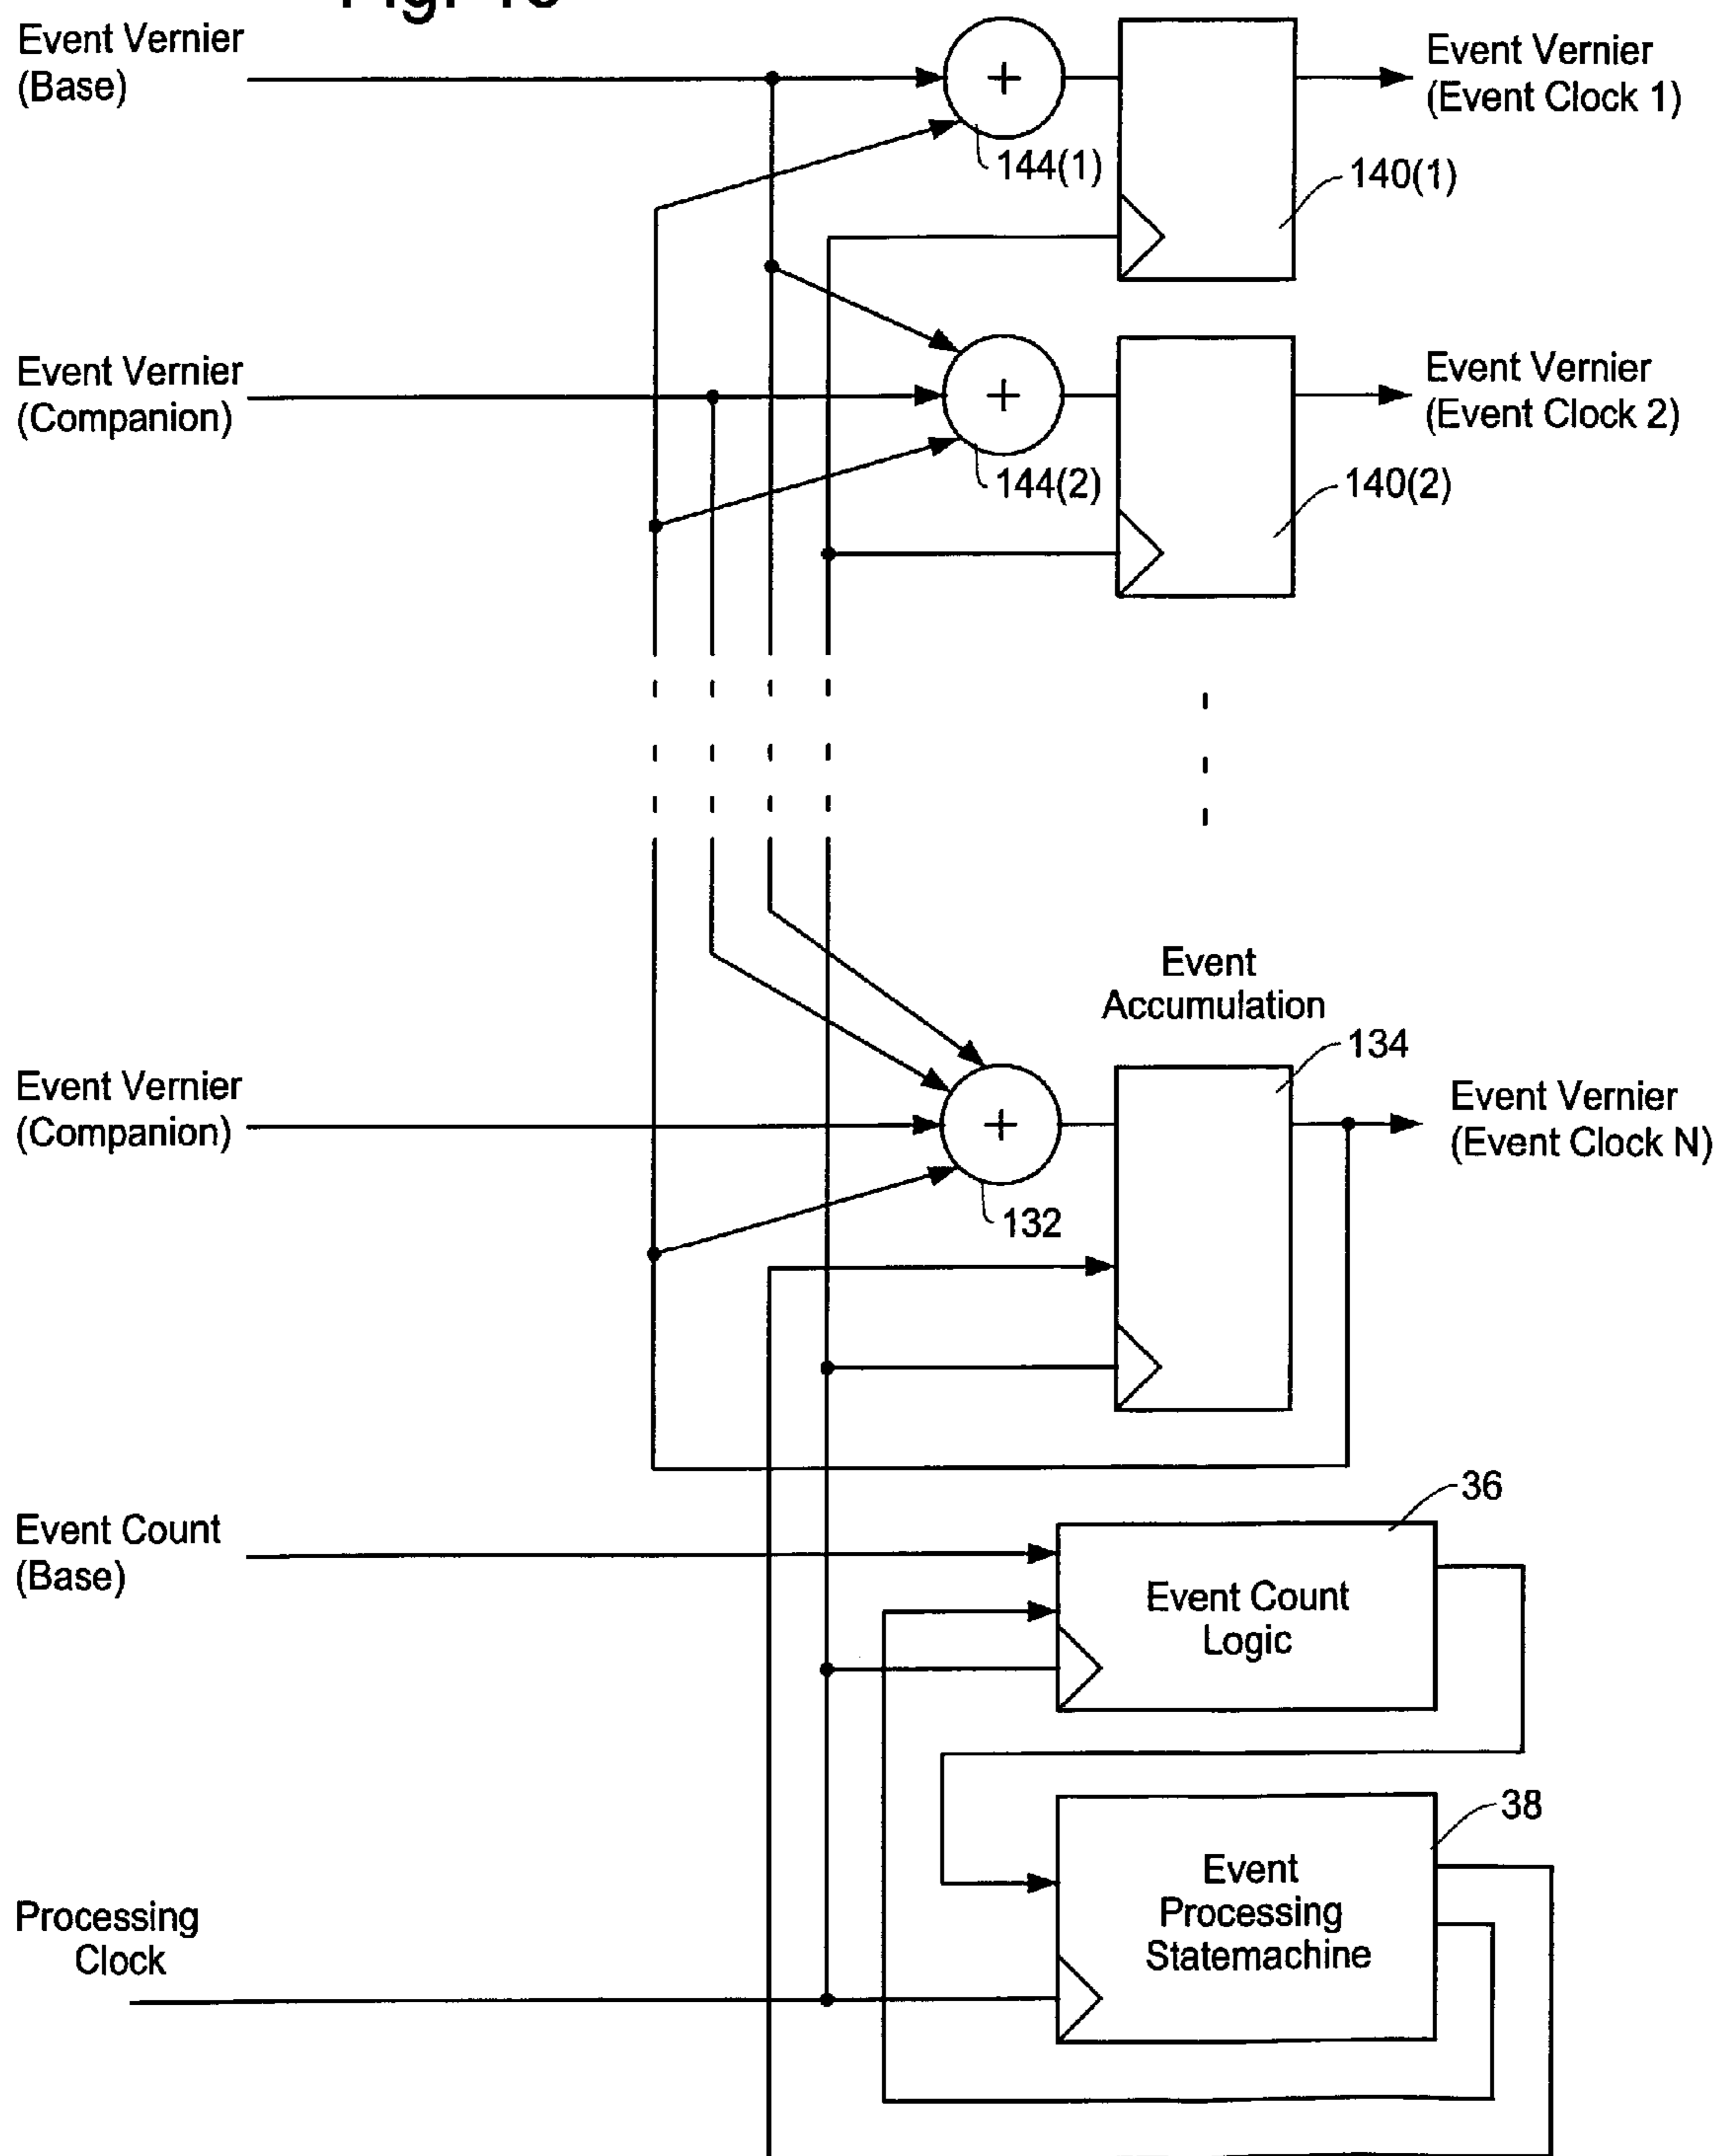 Event Vernier
(Base)
+
144(1)
140(1)
Event Vernier
(Event Clock 1)
Event Vernier
(Companion)
+
144(2)
140(2)
Event Vernier
(Event Clock 2)
Event
Accumulation
134
Event Vernier
(Companion)
+
132
Event Vernier
(Event Clock N)
36
Event Count
(Base)
Event Count
Logic
38
Event
Processing
Statemachine
Processing
Clock